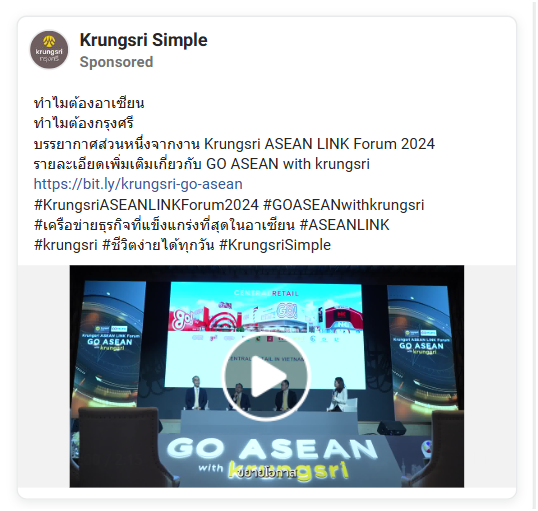 krungsri
กรุงศรี
Krungsri Simple
Sponsored
ทำไมต้องอาเซียน
ทำไมต้องกรุงศรี
บรรยากาศส่วนหนึ่งจากงาน Krungsri ASEAN LINK Forum 2024
รายละเอียดเพิ่มเติมเกี่ยวกับ GO ASEAN with krungsri
https://bit.ly/krungsri-go-asean
#KrungsriASEANLINKForum2024 #GOASEANwithkrungsri
#เครือข่ายธุรกิจที่แข็งแกร่งที่สุดในอาเซียน #ASEANLINK
#krungsri #ชีวิตง่ายได้ทุกวัน #KrungsriSimple
CENTRAL RETAIL
go!
GO!
CENTRAL RETAIL IN VIETNAM
Krungsri ASEAN LINK Forum
GO ASEAN
with krungsri
Krungsri ASEAN LINK Forum
GO ASEAN
with krungsri
GO ASEAN
with krungsri
ขยายโอกาส